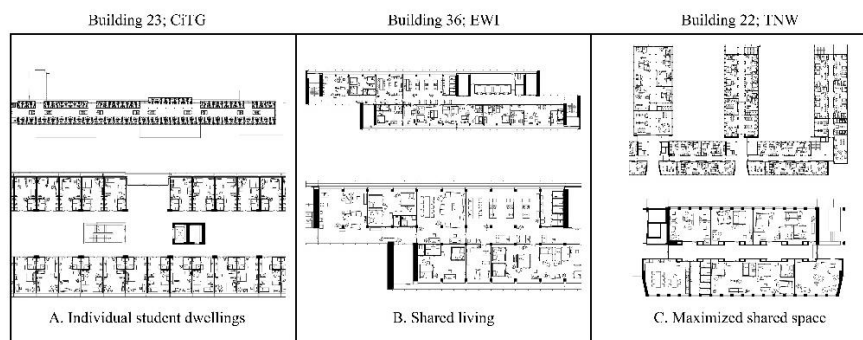 Building 23; CiTG
Building 36; EWI
Building 22; TNW
A. Individual student dwellings
B. Shared living
C. Maximized shared space